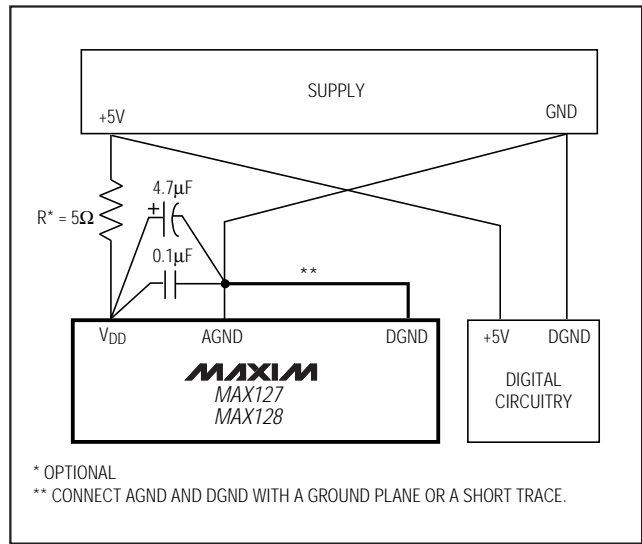 SUPPLY
+5V
GND
4.7µF
+
R* = 5Ω
0.1µF
**
VDD
AGND
DGND
+5V
DGND
MAXIM
MAX127
MAX128
DIGITAL
CIRCUITRY
* OPTIONAL
** CONNECT AGND AND DGND WITH A GROUND PLANE OR A SHORT TRACE.